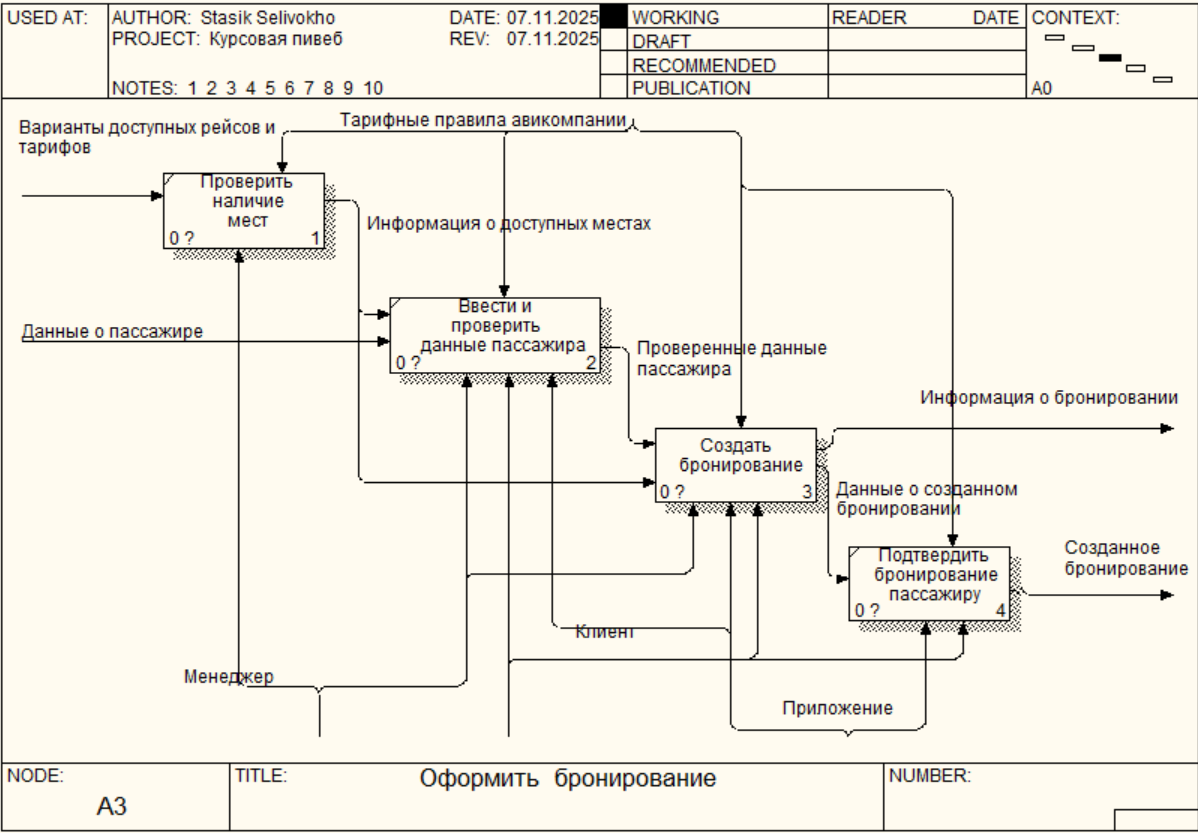 USED AT:
AUTHOR: Stasik Selivokho
DATE: 07.11.2025
PROJECT: Курсовая пивеб
REV: 07.11.2025
NOTES: 1 2 3 4 5 6 7 8 9 10
WORKING
DRAFT
RECOMMENDED
PUBLICATION
READER
DATE
CONTEXT:
A0
Варианты доступных рейсов и
тарифов
Тарифные правила авикомпании
Проверить
наличие
мест
0 ?
1
Информация о доступных местах
Данные о пассажире
Ввести и
проверить
данные пассажира
0 ?
2
Проверенные данные
пассажира
Информация о бронировании
Создать
бронирование
0 ?
3
Данные о созданном
бронировании
Подтвердить
бронирование
пассажиру
0 ?
4
Созданное
бронирование
Клиент
Менеджер
Приложение
NODE:
A3
TITLE:
Оформить бронирование
NUMBER: